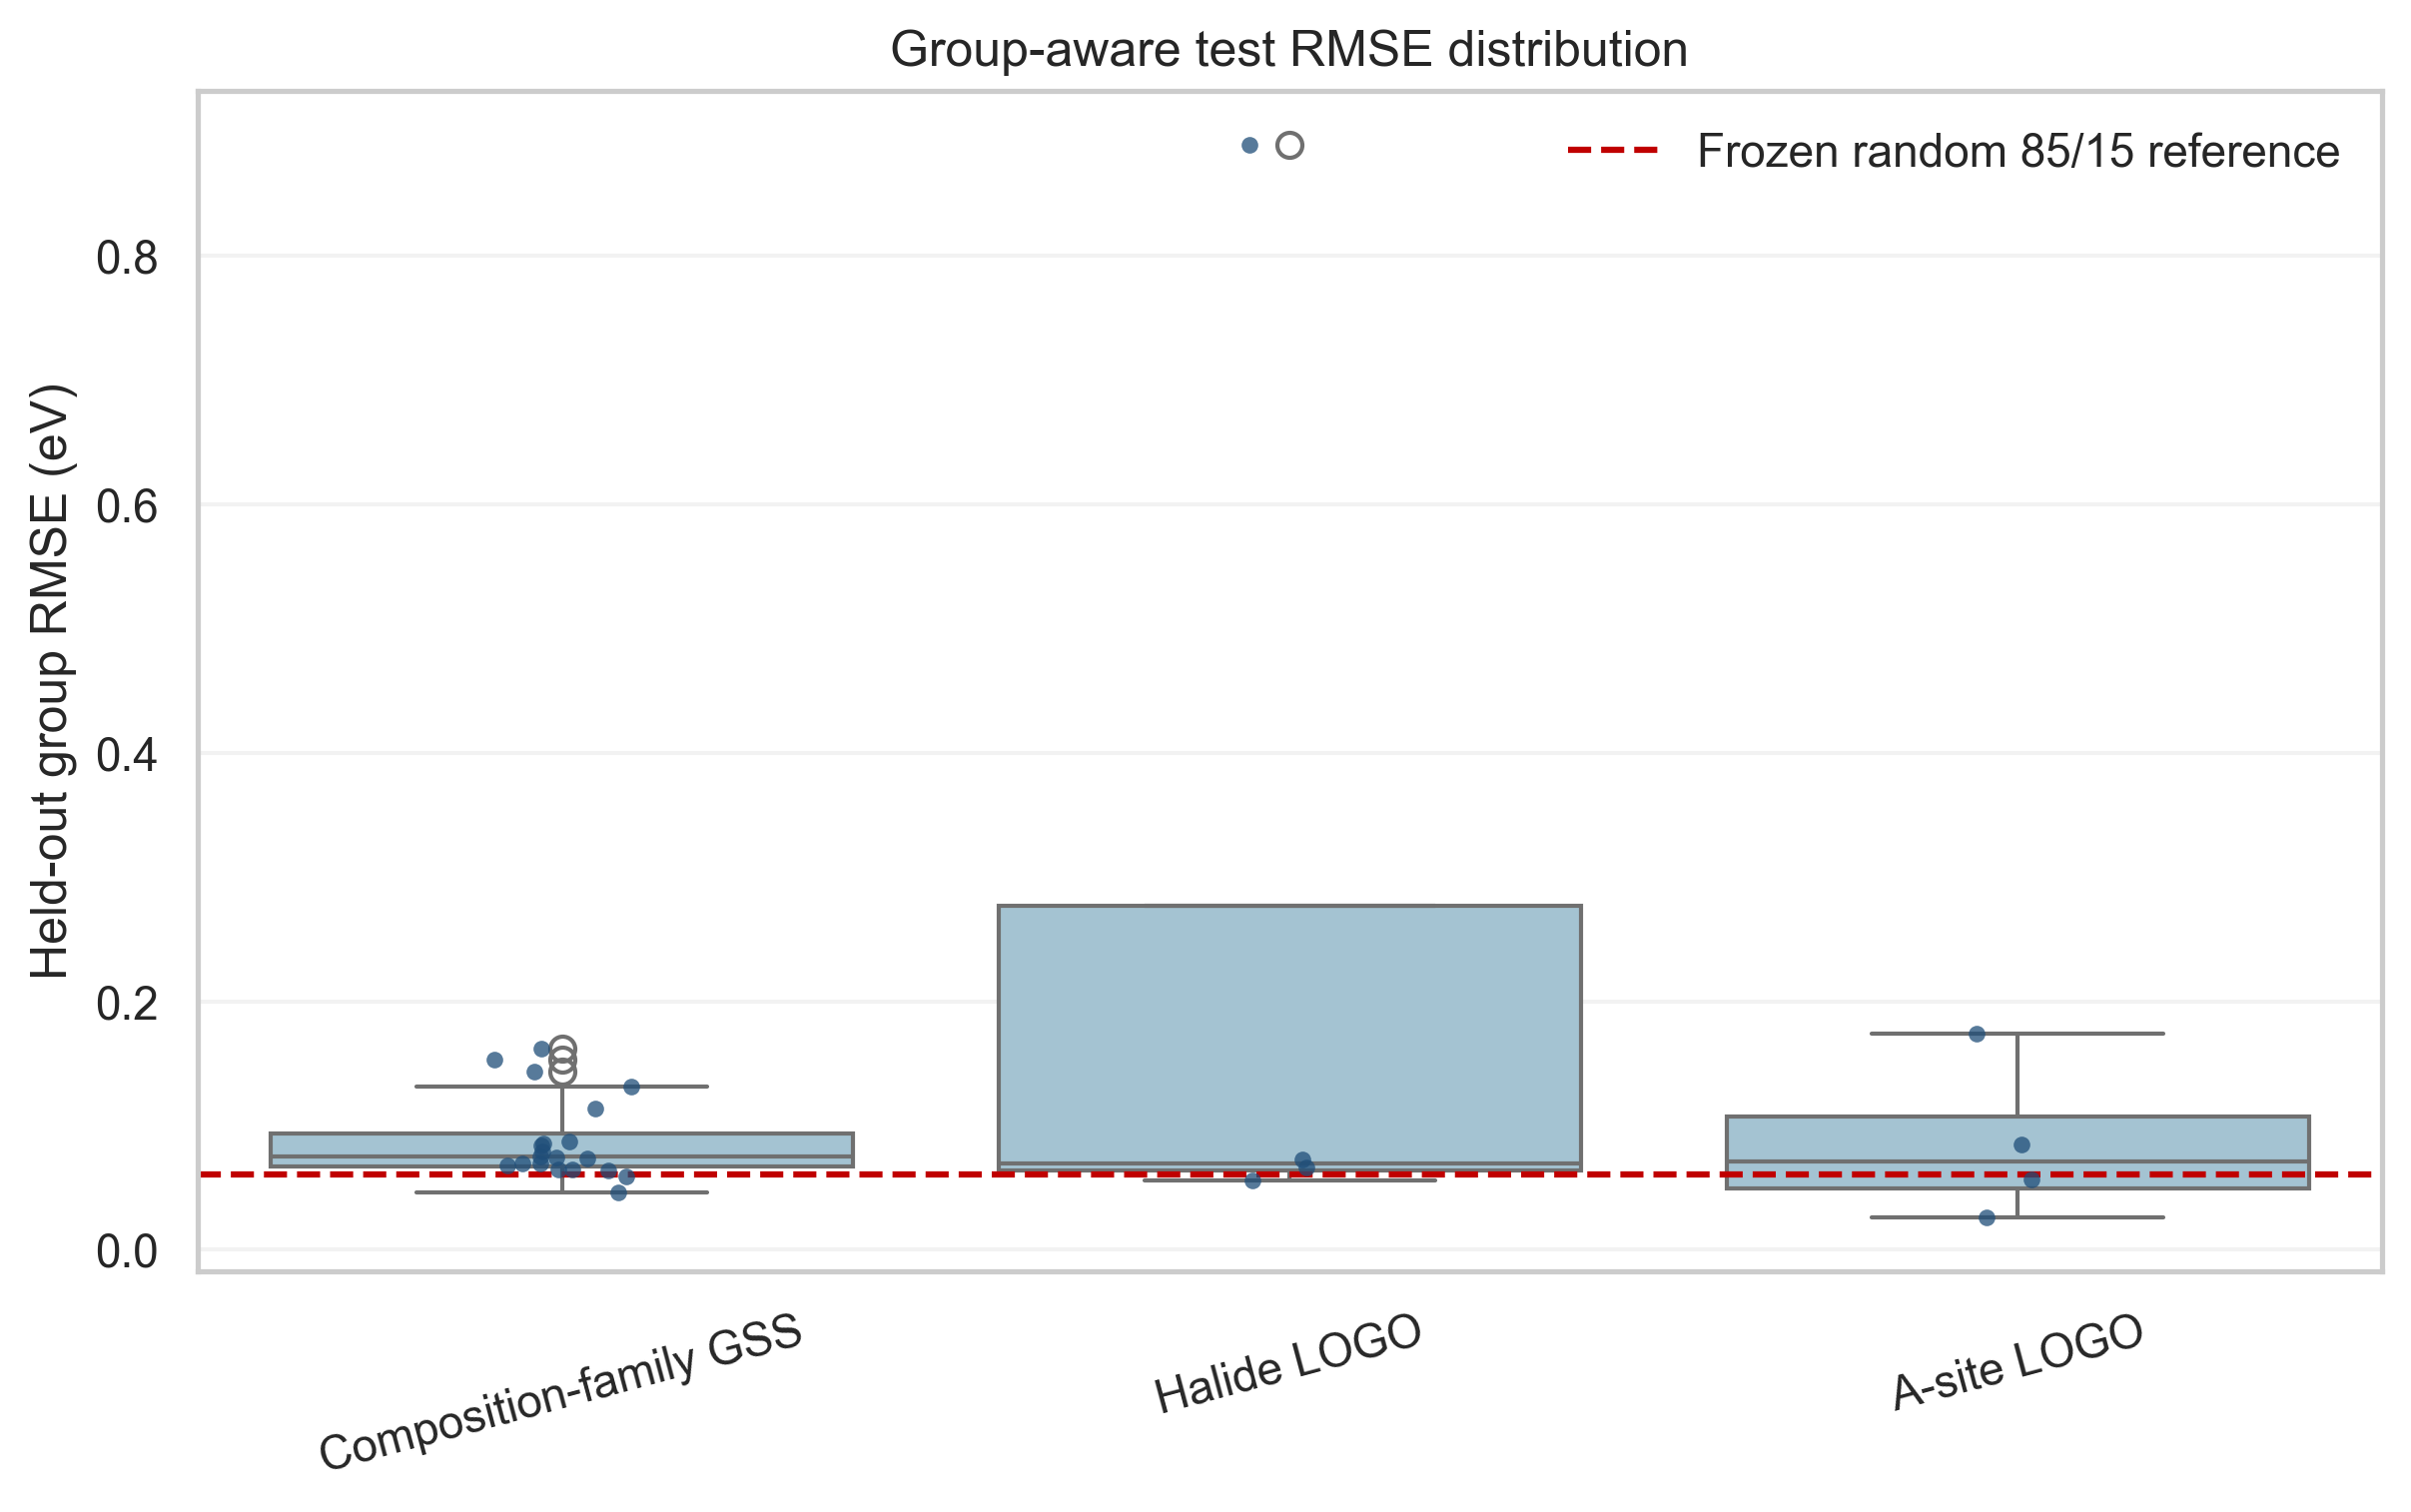 Group-aware test RMSE distribution
Frozen random 85/15 reference
Held-out group RMSE (eV)
0.8
0.6
0.4
0.2
0.0
Composition-family GSS
Halide LOGO
A-site LOGO